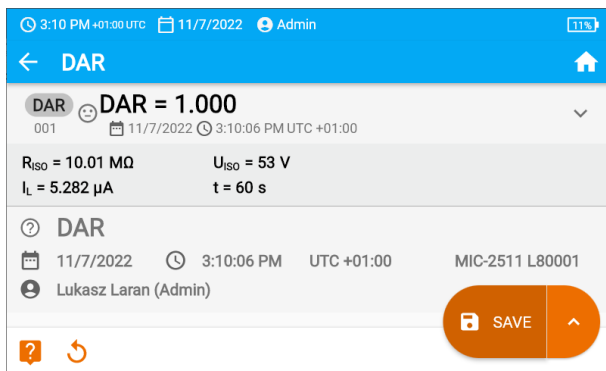 3:10 PM +01:00 UTC 11/7/2022 Admin 11%
DAR
DAR DAR = 1.000
001 11/7/2022 3:10:06 PM UTC +01:00
RISO = 10.01 MΩ UISO = 53 V
IL = 5.282 µA t = 60 s
DAR
11/7/2022 3:10:06 PM UTC +01:00 MIC-2511 L80001
Lukasz Laran (Admin)
SAVE